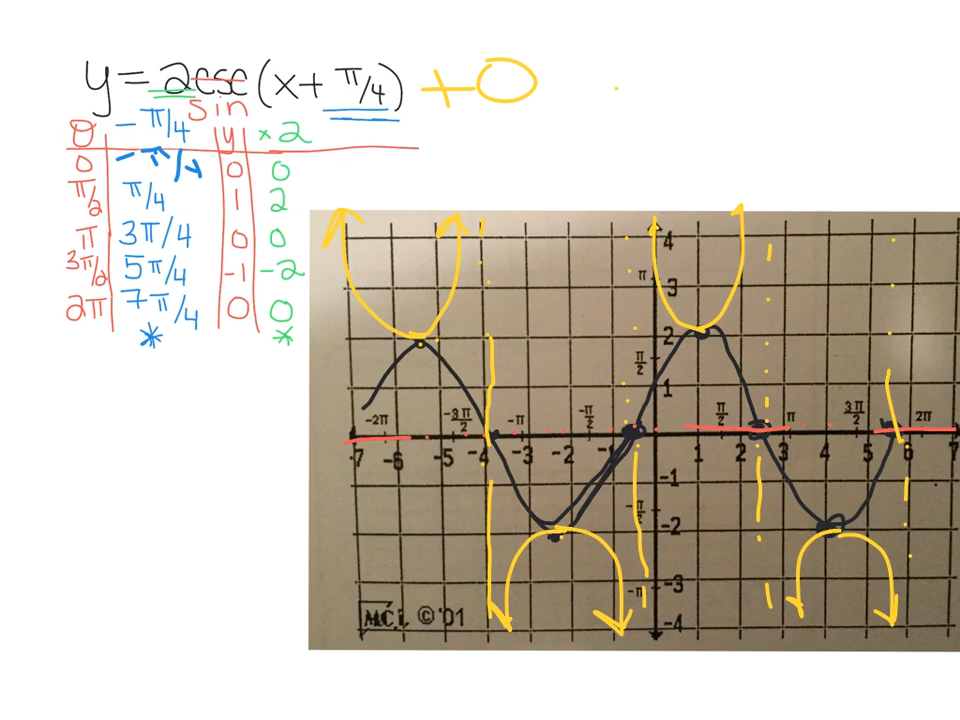 y = 2csc(x + π/4) + 0
sin
θ -π/4 y ×2
0 -π/4 0 0
π/2 π/4 1 2
π 3π/4 0 0
3π/2 5π/4 -1 -2
2π 7π/4 0 0
* *
4
π
3
2
π/2
1
-2π -3π/2 -π -π/2 π/2 π 3π/2 2π
-7 -6 -5 -4 -3 -2 -1 1 2 3 4 5 6 7
-1
-π/2
-2
-3
-π
-4
MCL © '01